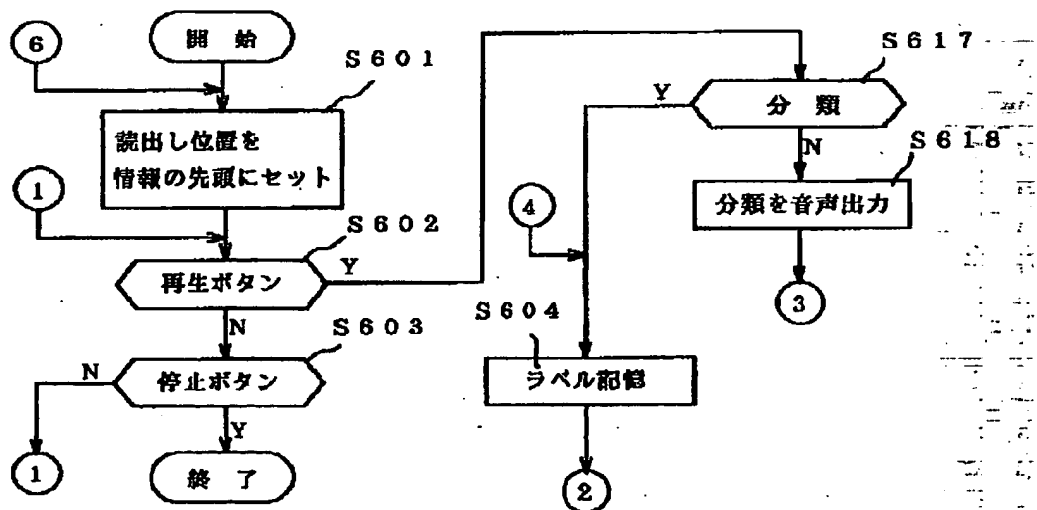 6
開 始
S601
読出し位置を
情報の先頭にセット
1
S602
再生ボタン
Y
N
S603
N
停止ボタン
Y
1
終 了
S617
Y
分 類
N
S618
分類を音声出力
3
4
S604
ラベル記憶
2